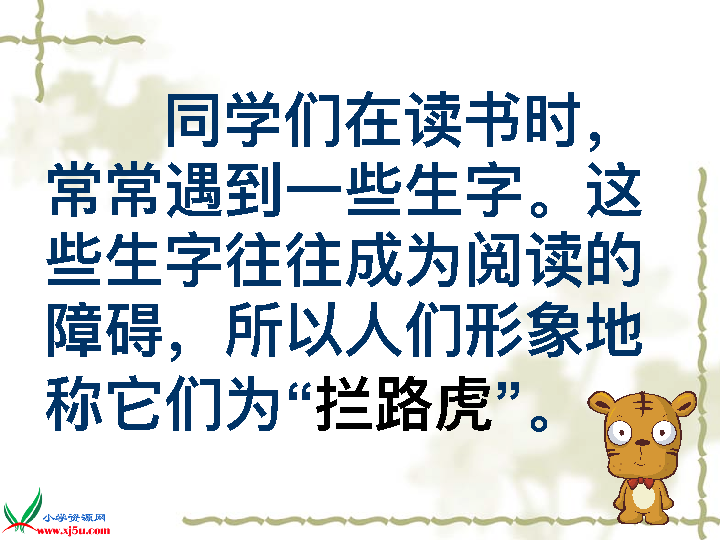 同学们在读书时，
常常遇到一些生字。这
些生字往往成为阅读的
障碍，所以人们形象地
称它们为“拦路虎”。
小学资源网
www.xj5u.com